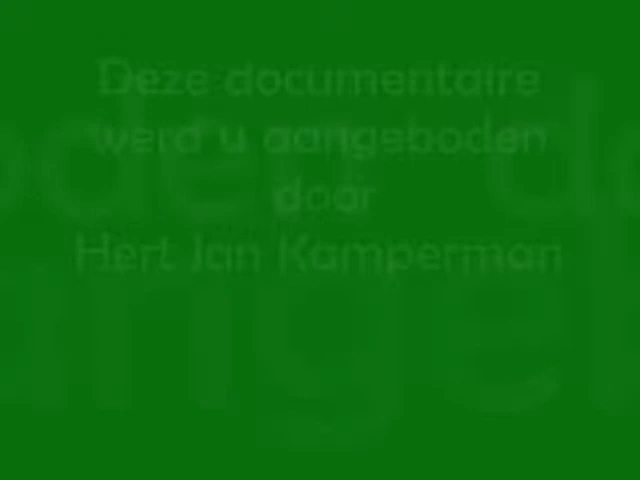 Deze documentaire
werd u aangeboden
door
Hert Jan Kamperman